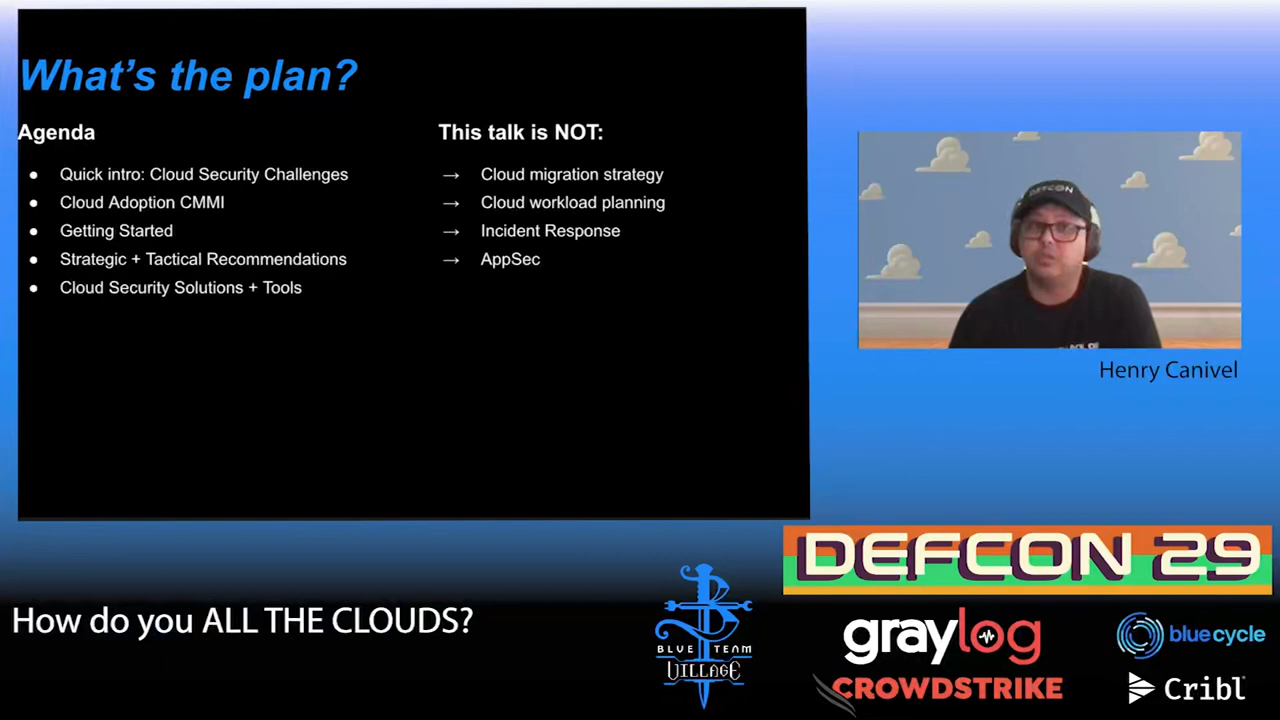 What's the plan?
Agenda
Quick intro: Cloud Security Challenges
Cloud Adoption CMMI
Getting Started
Strategic + Tactical Recommendations
Cloud Security Solutions + Tools
This talk is NOT:
→ Cloud migration strategy
→ Cloud workload planning
→ Incident Response
→ AppSec
DEFCON
Henry Canivel
How do you ALL THE CLOUDS?
BLUE TEAM
VILLAGE
DEFCON 29
graylog
bluecycle
CROWDSTRIKE
Cribl